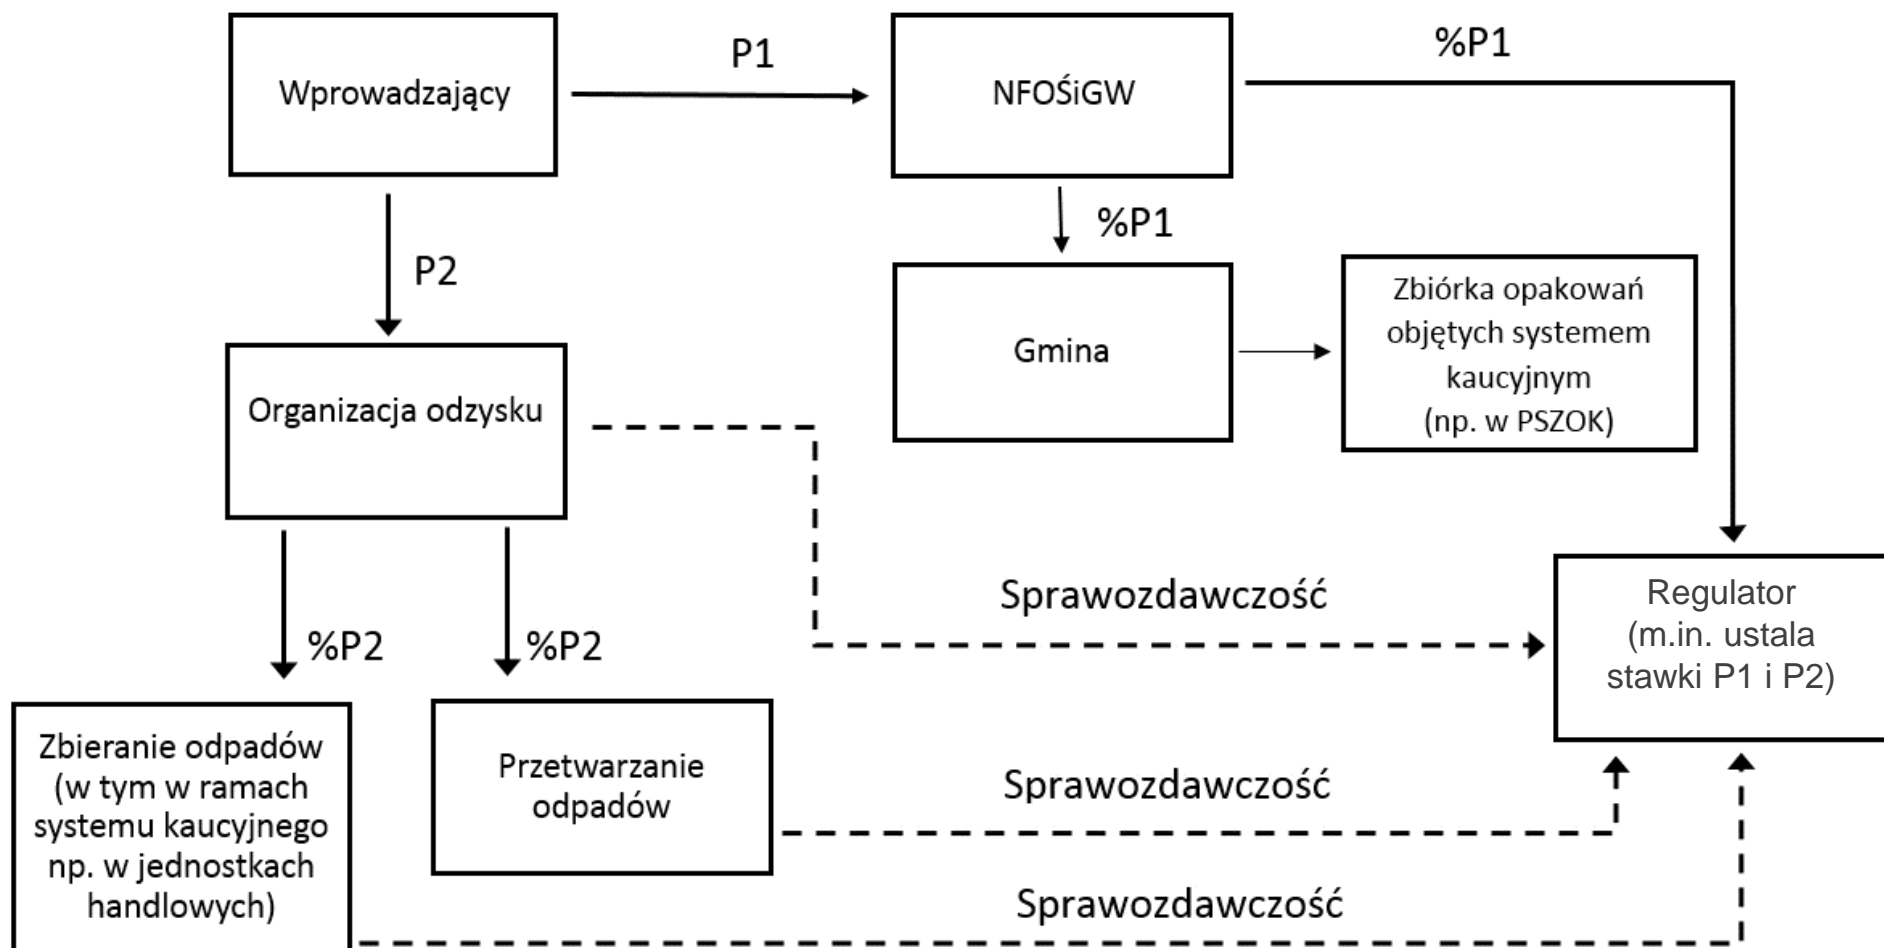 Wprowadzający
P1
NFOŚiGW
%P1
%P1
P2
Gmina
Zbiórka opakowań
objętych systemem
kaucyjnym
(np. w PSZOK)
Organizacja odzysku
Sprawozdawczość
Regulator
(m.in. ustala
stawki P1 i P2)
%P2
%P2
Zbieranie odpadów
(w tym w ramach
systemu kaucyjnego
np. w jednostkach
handlowych)
Przetwarzanie
odpadów
Sprawozdawczość
Sprawozdawczość